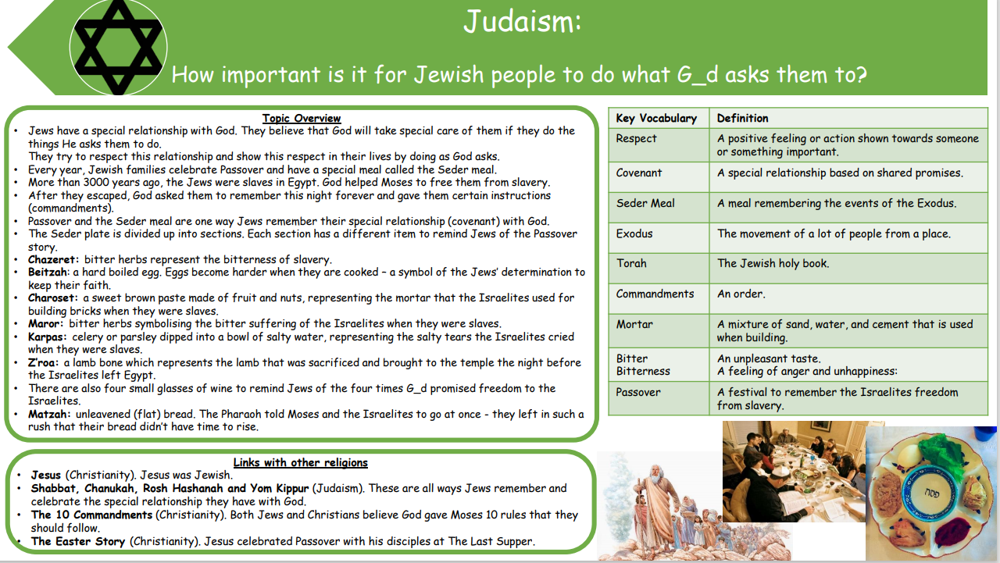 Judaism:
How important is it for Jewish people to do what G_d asks them to?
Topic Overview
• Jews have a special relationship with God. They believe that God will take special care of them if they do the
things He asks them to do.
They try to respect this relationship and show this respect in their lives by doing as God asks.
• Every year, Jewish families celebrate Passover and have a special meal called the Seder meal.
• More than 3000 years ago, the Jews were slaves in Egypt. God helped Moses to free them from slavery.
• After they escaped, God asked them to remember this night forever and gave them certain instructions
(commandments).
• Passover and the Seder meal are one way Jews remember their special relationship (covenant) with God.
• The Seder plate is divided up into sections. Each section has a different item to remind Jews of the Passover
story.
• Chazeret: bitter herbs represent the bitterness of slavery.
• Beitzah: a hard boiled egg. Eggs become harder when they are cooked – a symbol of the Jews' determination to
keep their faith.
• Charoset: a sweet brown paste made of fruit and nuts, representing the mortar that the Israelites used for
building bricks when they were slaves.
• Maror: bitter herbs symbolising the bitter suffering of the Israelites when they were slaves.
• Karpas: celery or parsley dipped into a bowl of salty water, representing the salty tears the Israelites cried
when they were slaves.
• Z'roa: a lamb bone which represents the lamb that was sacrificed and brought to the temple the night before
the Israelites left Egypt.
• There are also four small glasses of wine to remind Jews of the four times G_d promised freedom to the
Israelites.
• Matzah: unleavened (flat) bread. The Pharaoh told Moses and the Israelites to go at once - they left in such a
rush that their bread didn't have time to rise.
Links with other religions
• Jesus (Christianity). Jesus was Jewish.
• Shabbat, Chanukah, Rosh Hashanah and Yom Kippur (Judaism). These are all ways Jews remember and
celebrate the special relationship they have with God.
• The 10 Commandments (Christianity). Both Jews and Christians believe God gave Moses 10 rules that they
should follow.
• The Easter Story (Christianity). Jesus celebrated Passover with his disciples at The Last Supper.
Key Vocabulary Definition
Respect A positive feeling or action shown towards someone
or something important.
Covenant A special relationship based on shared promises.
Seder Meal A meal remembering the events of the Exodus.
Exodus The movement of a lot of people from a place.
Torah The Jewish holy book.
Commandments An order.
Mortar A mixture of sand, water, and cement that is used
when building.
Bitter An unpleasant taste.
Bitterness A feeling of anger and unhappiness:
Passover A festival to remember the Israelites freedom
from slavery.
פסח